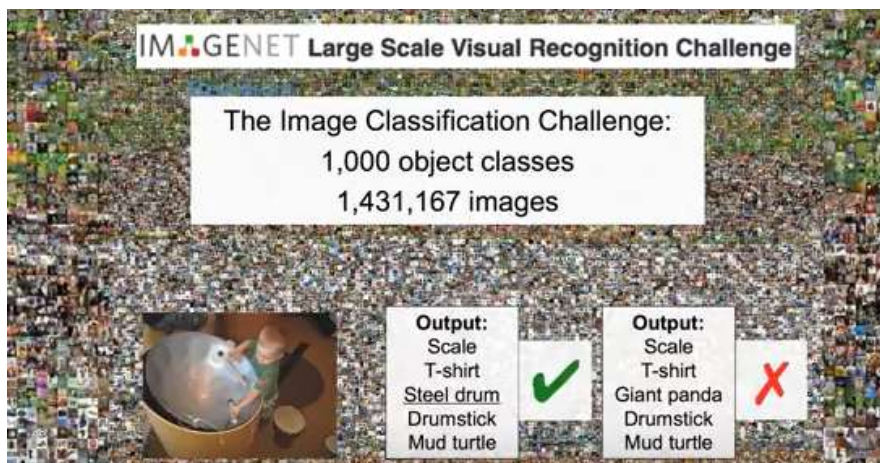 IMAGENET Large Scale Visual Recognition Challenge
The Image Classification Challenge:
1,000 object classes
1,431,167 images
Output:
Scale
T-shirt
Steel drum
Drumstick
Mud turtle
Output:
Scale
T-shirt
Giant panda
Drumstick
Mud turtle